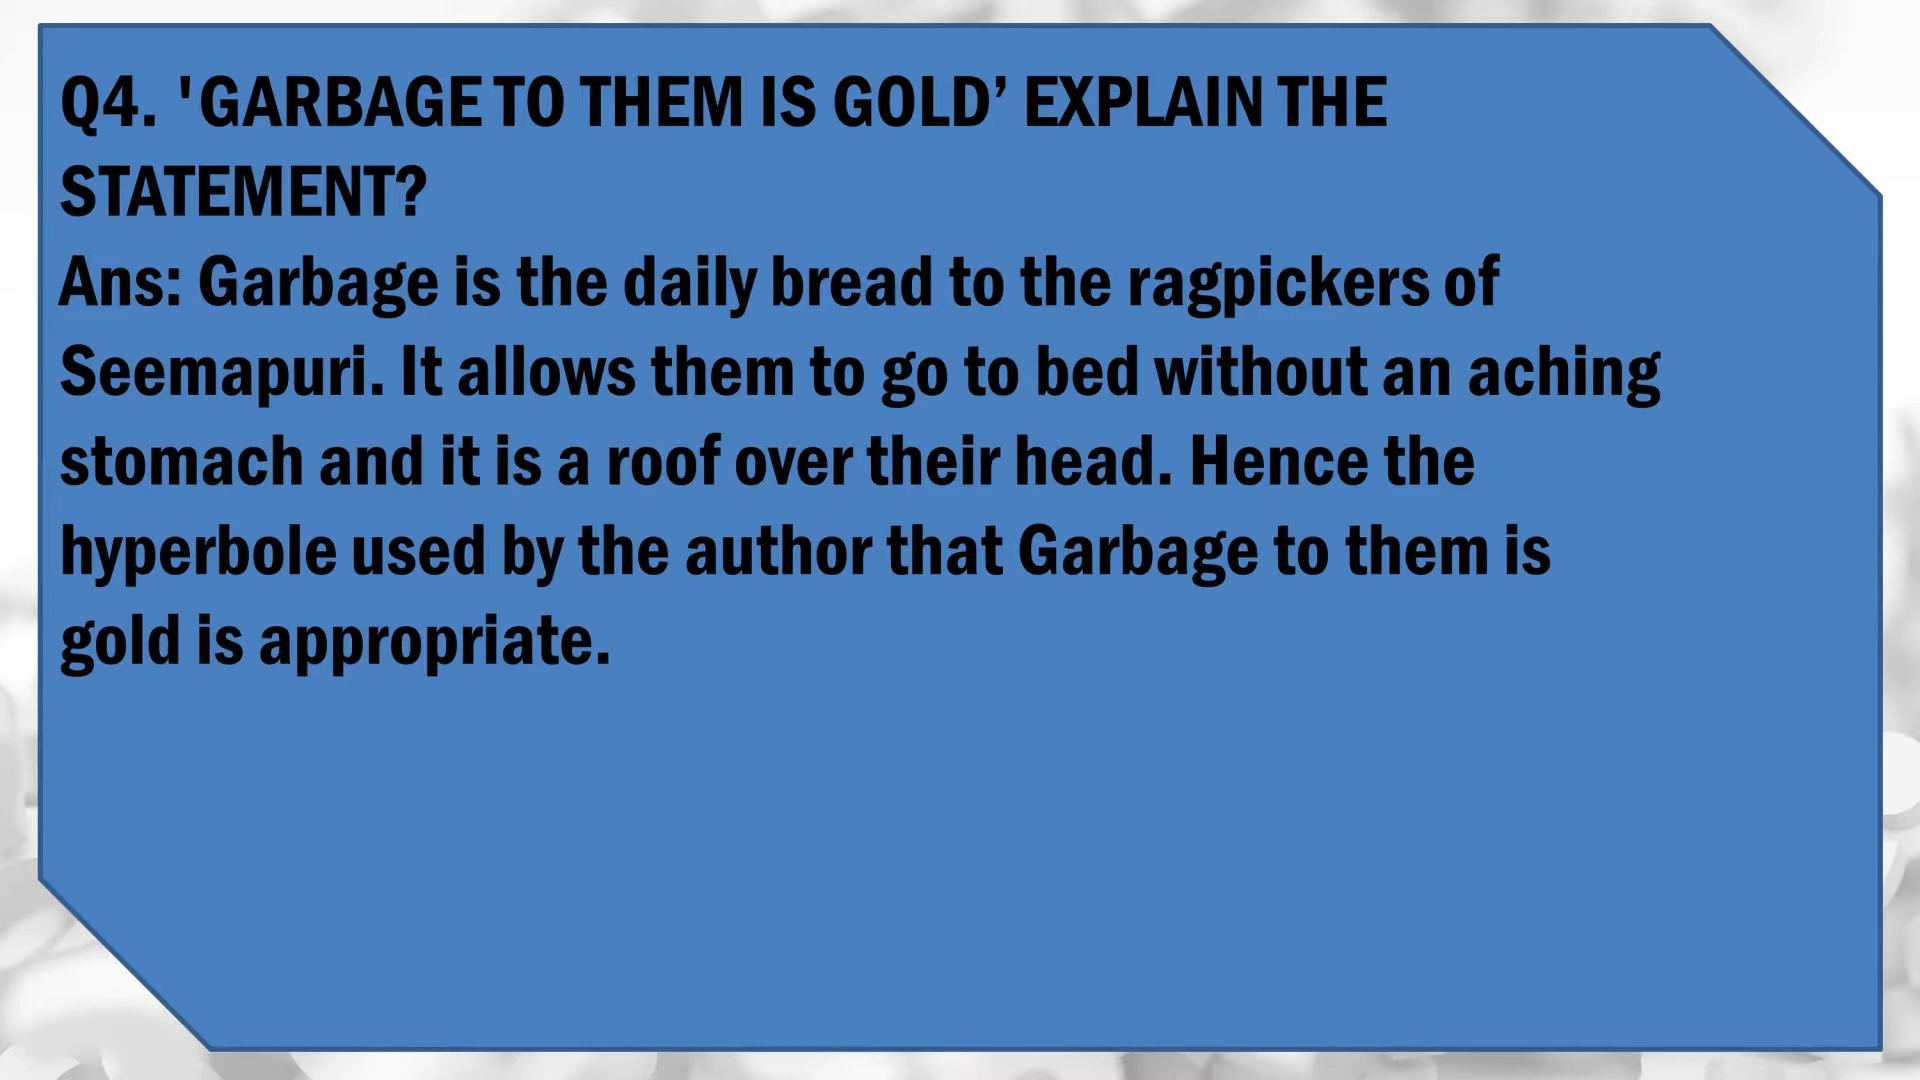 Q4. 'GARBAGE TO THEM IS GOLD’ EXPLAIN THE
STATEMENT?
Ans: Garbage is the daily bread to the ragpickers of
Seemapuri. It allows them to go to bed without an aching
stomach and it is a roof over their head. Hence the
hyperbole used by the author that Garbage to them is
gold is appropriate.